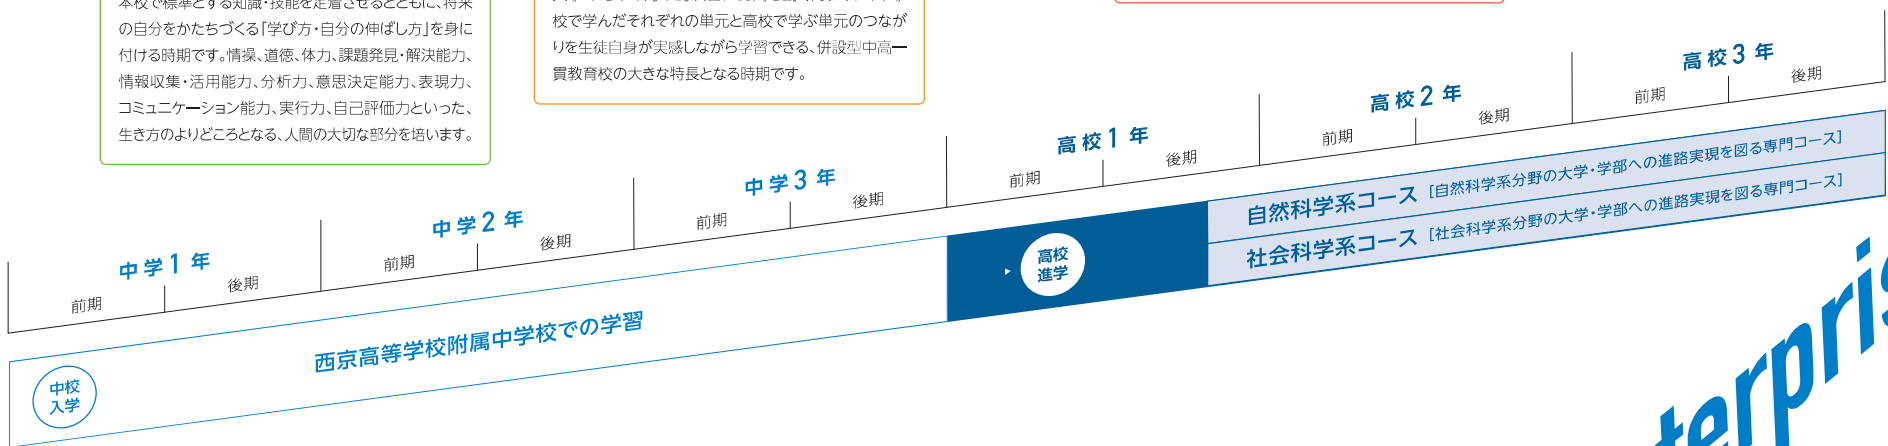 本校で標準とする知識・技能を定着させるとともに、将来
の自分をかたちづくる「学び方・自分の伸ばし方」を身に
付ける時期です。情操、道徳、体力、課題発見・解決能力、
情報収集・活用能力、分析力、意思決定能力、表現力、
コミュニケーション能力、実行力、自己評価力といった、
生き方のよりどころとなる、人間の大切な部分を培います。
校で学んだそれぞれの単元と高校で学ぶ単元のつなが
りを生徒自身が実感しながら学習できる、併設型中高一
貫教育校の大きな特長となる時期です。
中学1年
前期
後期
中学2年
前期
後期
中学3年
前期
後期
高校1年
前期
後期
高校2年
前期
後期
高校3年
前期
後期
中校
入学
西京高等学校附属中学校での学習
高校
進学
自然科学系コース [自然科学系分野の大学・学部への進路実現を図る専門コース]
社会科学系コース [社会科学系分野の大学・学部への進路実現を図る専門コース]
terpris